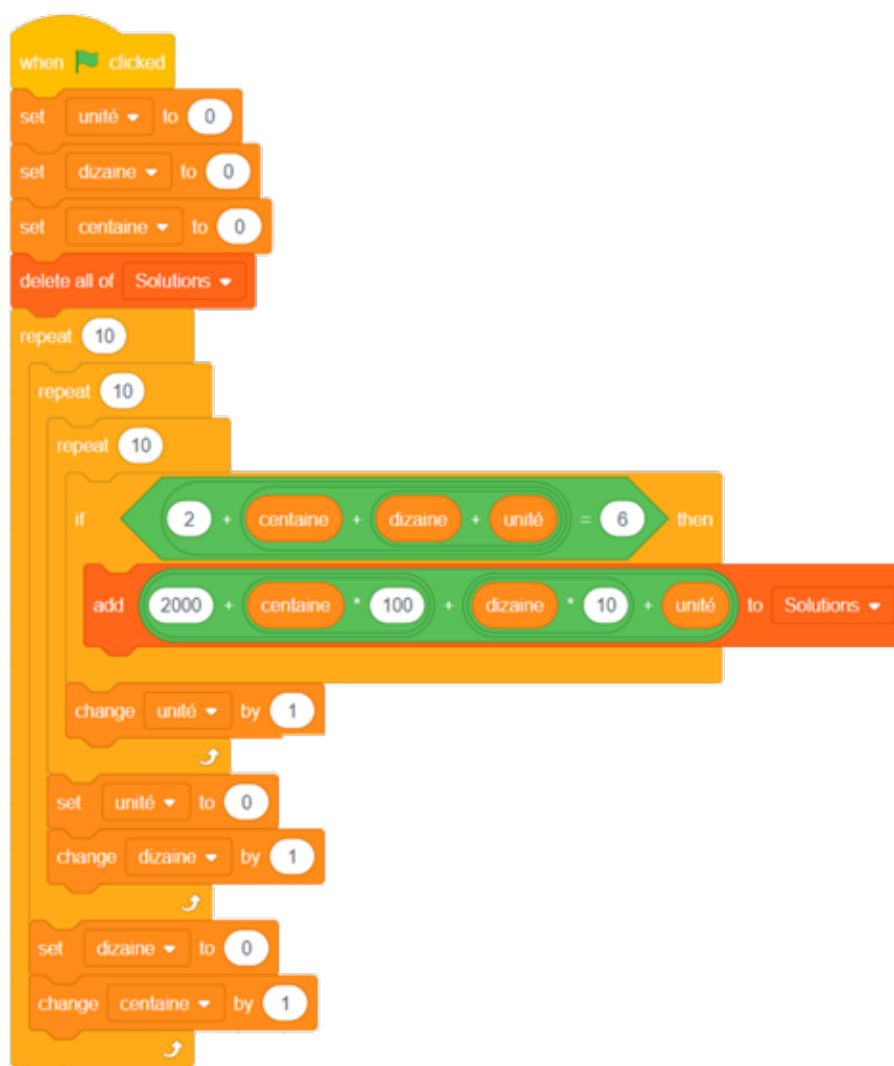 when clicked
set unité to 0
set dizaine to 0
set centaine to 0
delete all of Solutions
repeat 10
repeat 10
repeat 10
if 2 + centaine + dizaine + unité = 6 then
add 2000 + centaine * 100 + dizaine * 10 + unité to Solutions
change unité by 1
set unité to 0
change dizaine by 1
set dizaine to 0
change centaine by 1